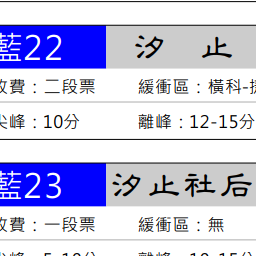 藍22 汐止
收費：二段票 緩衝區：橫科-
尖峰：10分 離峰：12-15分
藍23 汐止社后
收費：一段票 緩衝區：無
尖峰：5-10分 離峰：10-15分